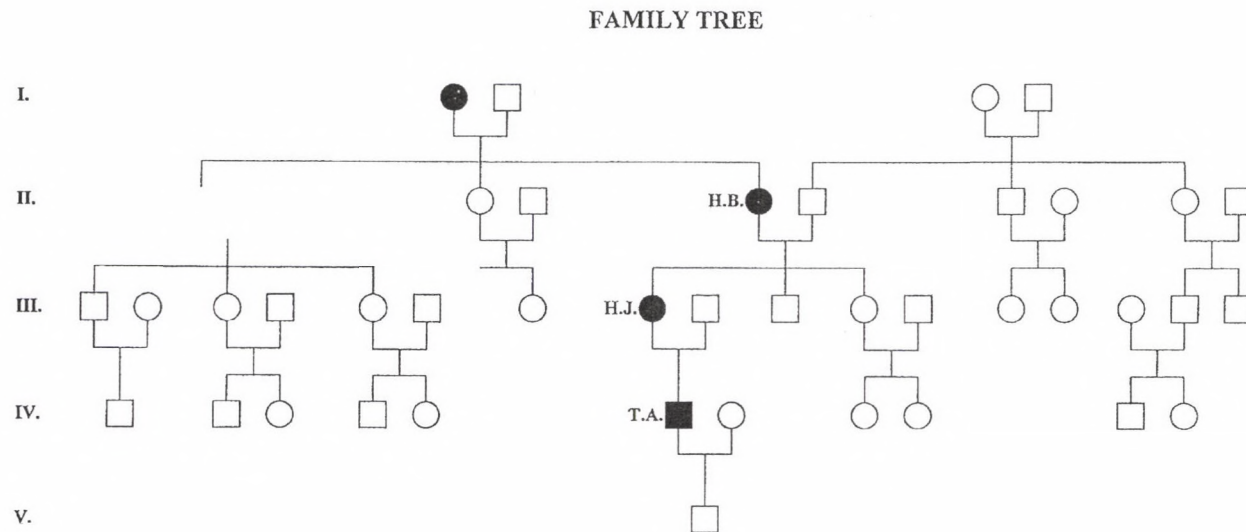 FAMILY TREE
I.
II.
H.B.
III.
H.J.
IV.
T.A.
V.